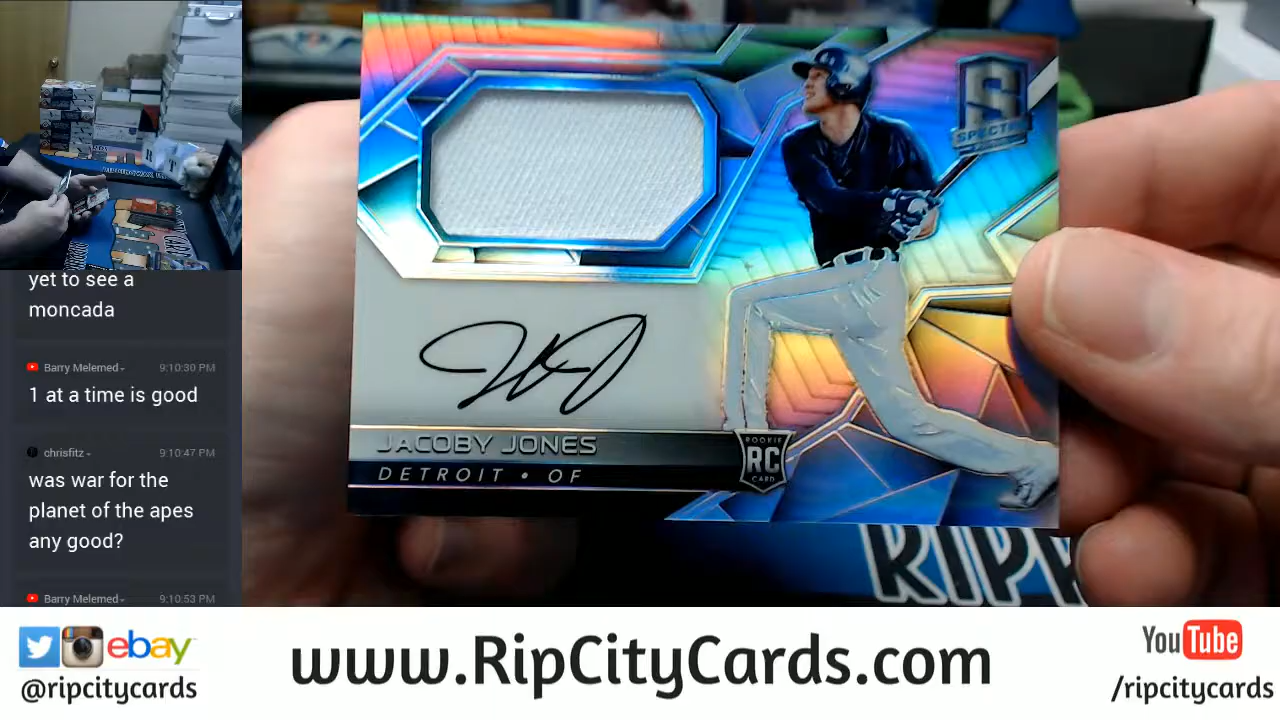 SPECTRA
JACOBY JONES
DETROIT • OF
ROOKIE
RC
CARD
yet to see a
moncada
Barry Melemed
9:10:30 PM
1 at a time is good
chrisfitz
9:10:47 PM
was war for the
planet of the apes
any good?
Barry Melemed
9:10:53 PM
ebay
@ripcitycards
www.RipCityCards.com
YouTube
/ripcitycards